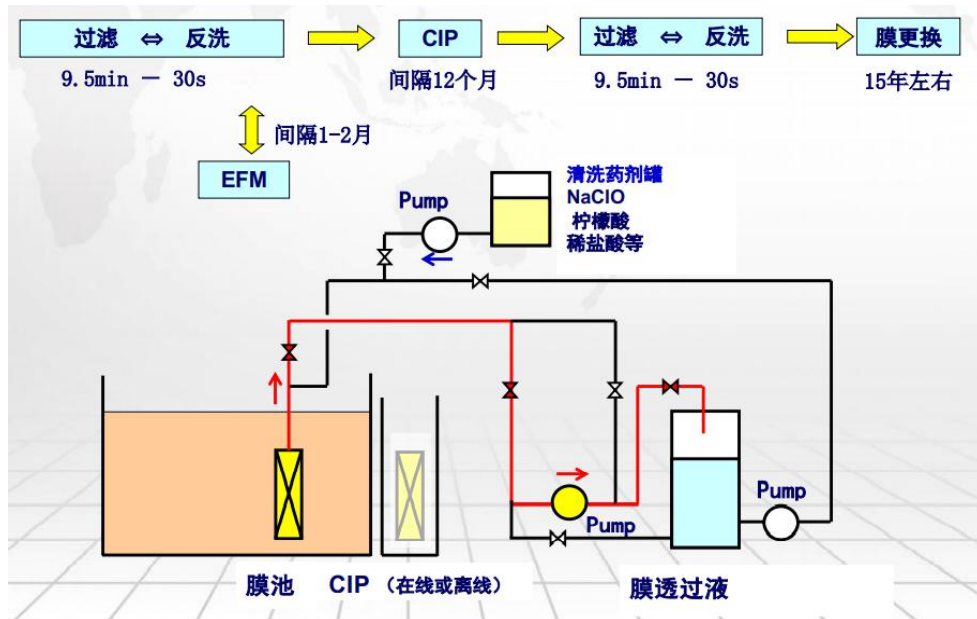 过滤 ⇔ 反洗
CIP
过滤 ⇔ 反洗
膜更换
9.5min － 30s
间隔12个月
9.5min － 30s
15年左右
间隔1-2月
EFM
清洗药剂罐
NaClO
柠檬酸
稀盐酸等
Pump
Pump
Pump
膜池
CIP（在线或离线）
膜透过液